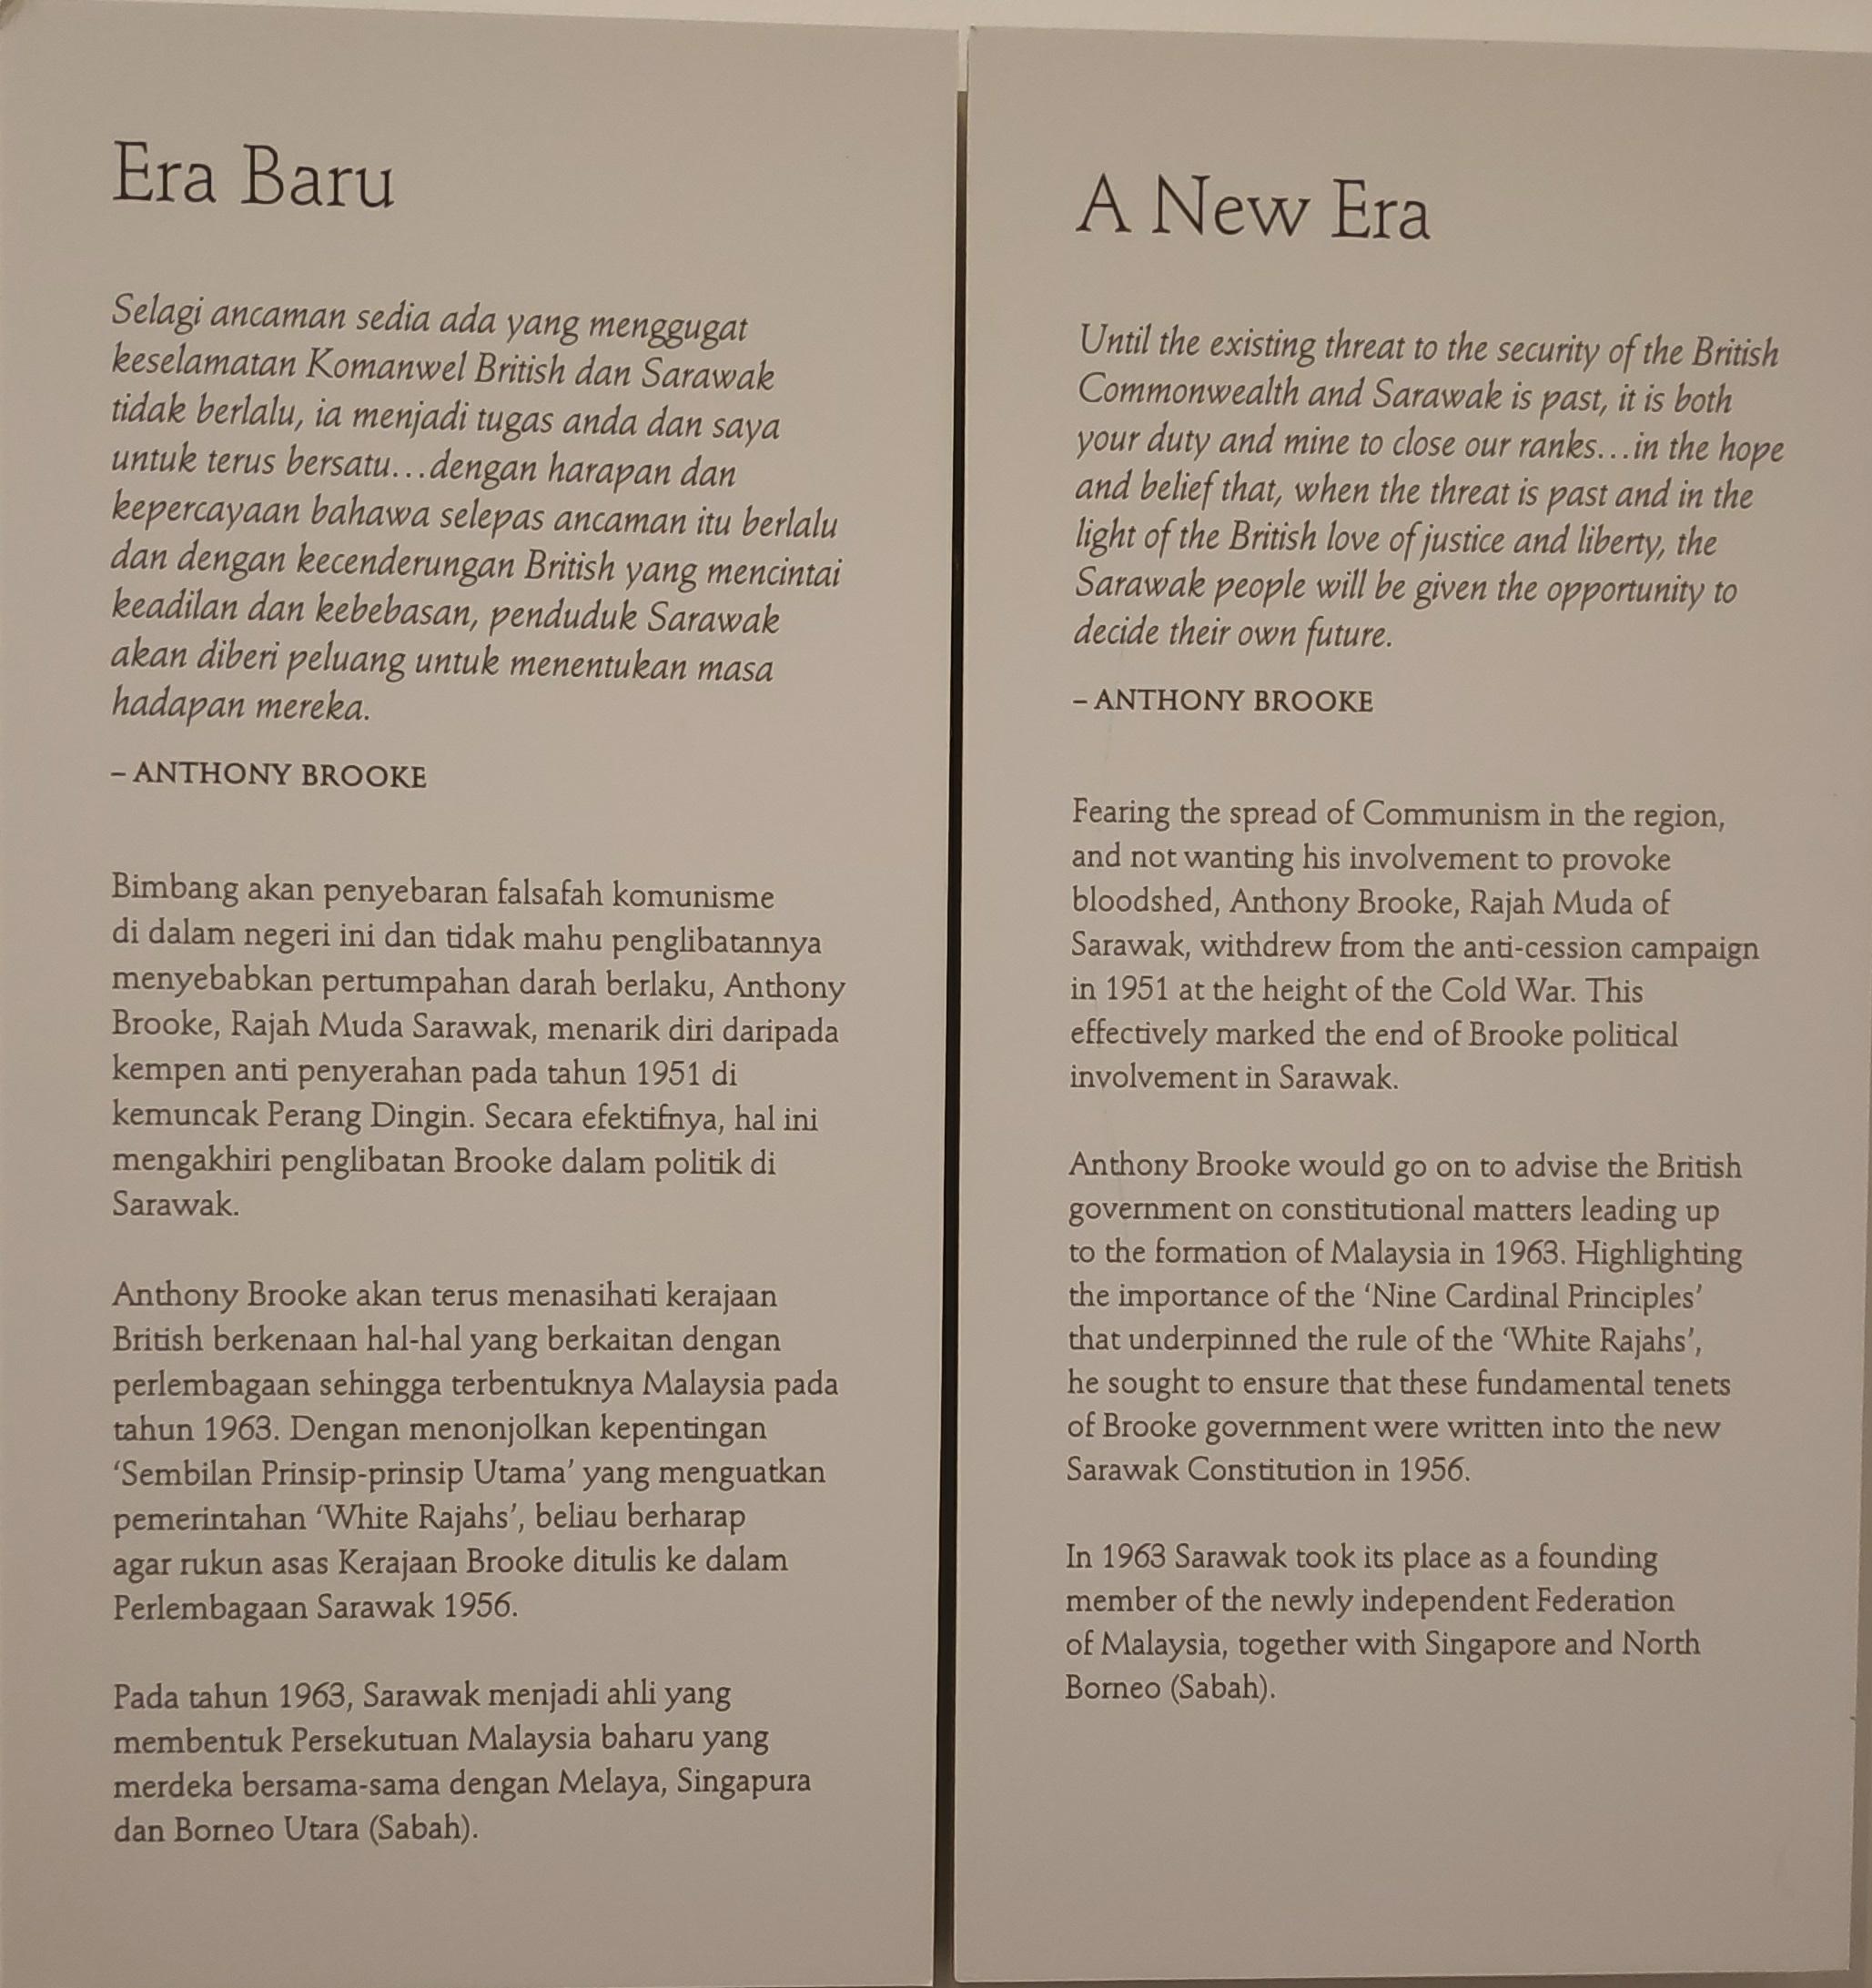 Era Baru
Selagi ancaman sedia ada yang menggugat
keselamatan Komanwel British dan Sarawak
tidak berlalu, ia menjadi tugas anda dan saya
untuk terus bersatu...dengan harapan dan
kepercayaan bahawa selepas ancaman itu berlalu
dan dengan kecenderungan British yang mencintai
keadilan dan kebebasan, penduduk Sarawak
akan diberi peluang untuk menentukan masa
hadapan mereka.
– ANTHONY BROOKE
Bimbang akan penyebaran falsafah komunisme
di dalam negeri ini dan tidak mahu penglibatannya
menyebabkan pertumpahan darah berlaku, Anthony
Brooke, Rajah Muda Sarawak, menarik diri daripada
kempen anti penyerahan pada tahun 1951 di
kemuncak Perang Dingin. Secara efektifnya, hal ini
mengakhiri penglibatan Brooke dalam politik di
Sarawak.
Anthony Brooke akan terus menasihati kerajaan
British berkenaan hal-hal yang berkaitan dengan
perlembagaan sehingga terbentuknya Malaysia pada
tahun 1963. Dengan menonjolkan kepentingan
‘Sembilan Prinsip-prinsip Utama’ yang menguatkan
pemerintahan ‘White Rajahs’, beliau berharap
agar rukun asas Kerajaan Brooke ditulis ke dalam
Perlembagaan Sarawak 1956.
Pada tahun 1963, Sarawak menjadi ahli yang
membentuk Persekutuan Malaysia baharu yang
merdeka bersama-sama dengan Melaya, Singapura
dan Borneo Utara (Sabah).
A New Era
Until the existing threat to the security of the British
Commonwealth and Sarawak is past, it is both
your duty and mine to close our ranks...in the hope
and belief that, when the threat is past and in the
light of the British love of justice and liberty, the
Sarawak people will be given the opportunity to
decide their own future.
– ANTHONY BROOKE
Fearing the spread of Communism in the region,
and not wanting his involvement to provoke
bloodshed, Anthony Brooke, Rajah Muda of
Sarawak, withdrew from the anti-cession campaign
in 1951 at the height of the Cold War. This
effectively marked the end of Brooke political
involvement in Sarawak.
Anthony Brooke would go on to advise the British
government on constitutional matters leading up
to the formation of Malaysia in 1963. Highlighting
the importance of the ‘Nine Cardinal Principles’
that underpinned the rule of the ‘White Rajahs’,
he sought to ensure that these fundamental tenets
of Brooke government were written into the new
Sarawak Constitution in 1956.
In 1963 Sarawak took its place as a founding
member of the newly independent Federation
of Malaysia, together with Singapore and North
Borneo (Sabah).